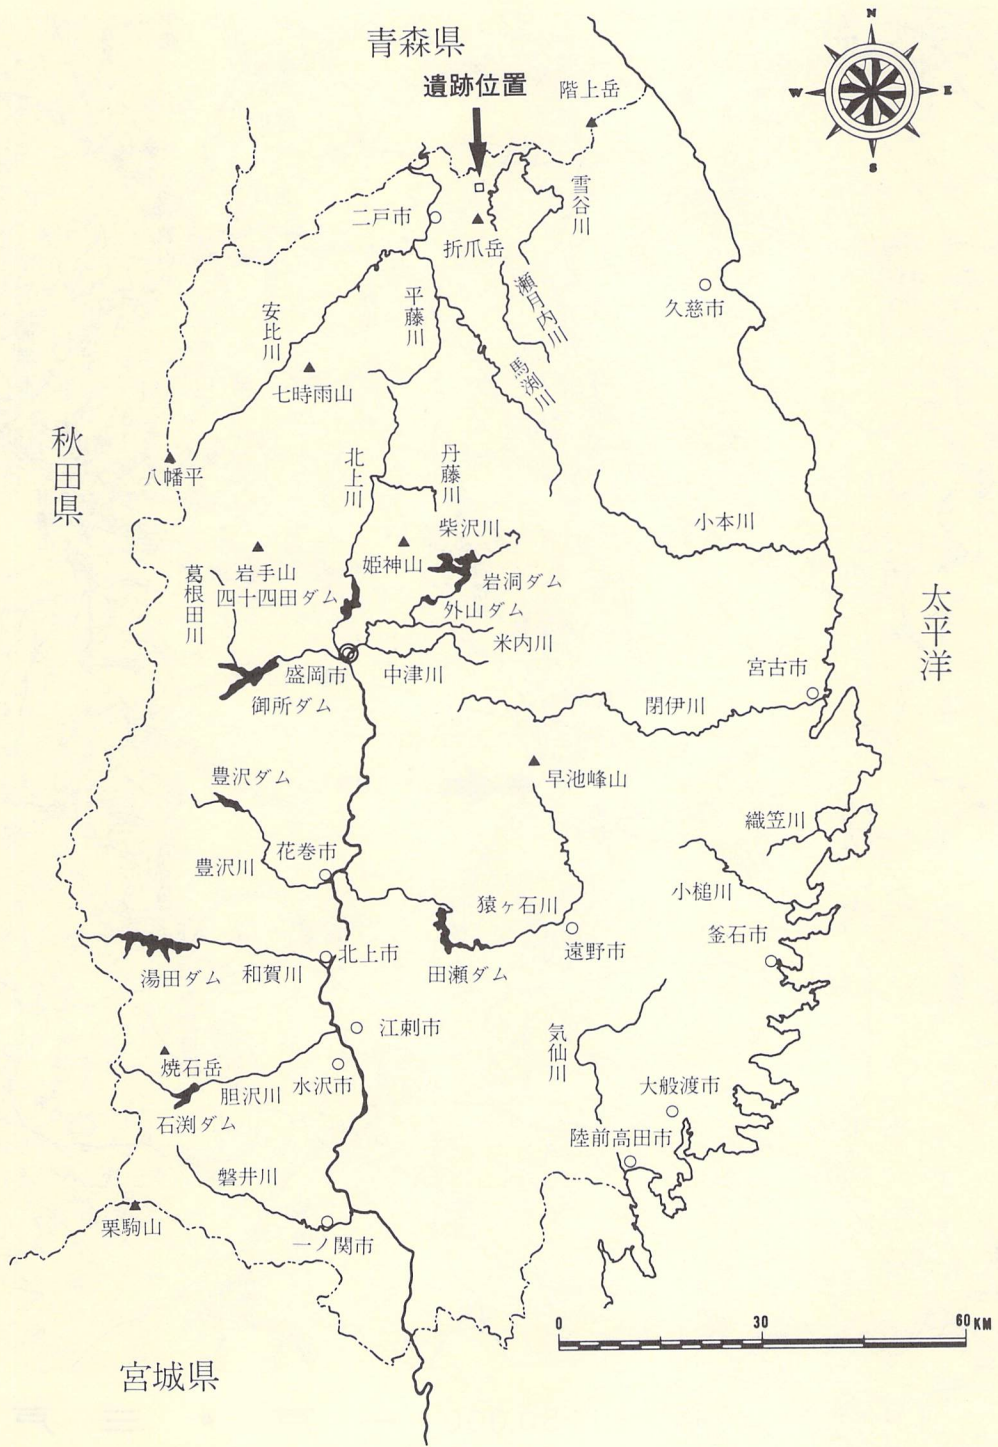 N
青森県
遺跡位置
階上岳
W
E
S
雪谷川
二戸市
折爪岳
瀬月内川
久慈市
安比川
平藤川
馬渕川
七時雨山
秋田県
八幡平
北上川
丹藤川
柴沢川
小本川
姫神山
岩手山
岩洞ダム
葛根田川
四十四田ダム
外山ダム
太平洋
米内川
盛岡市
中津川
宮古市
御所ダム
閉伊川
豊沢ダム
早池峰山
織笠川
花巻市
豊沢川
小槌川
猿ヶ石川
釜石市
北上市
遠野市
湯田ダム
和賀川
田瀬ダム
江刺市
気仙川
焼石岳
水沢市
胆沢川
大般渡市
石渕ダム
陸前高田市
磐井川
栗駒山
一ノ関市
0
30
60KM
宮城県